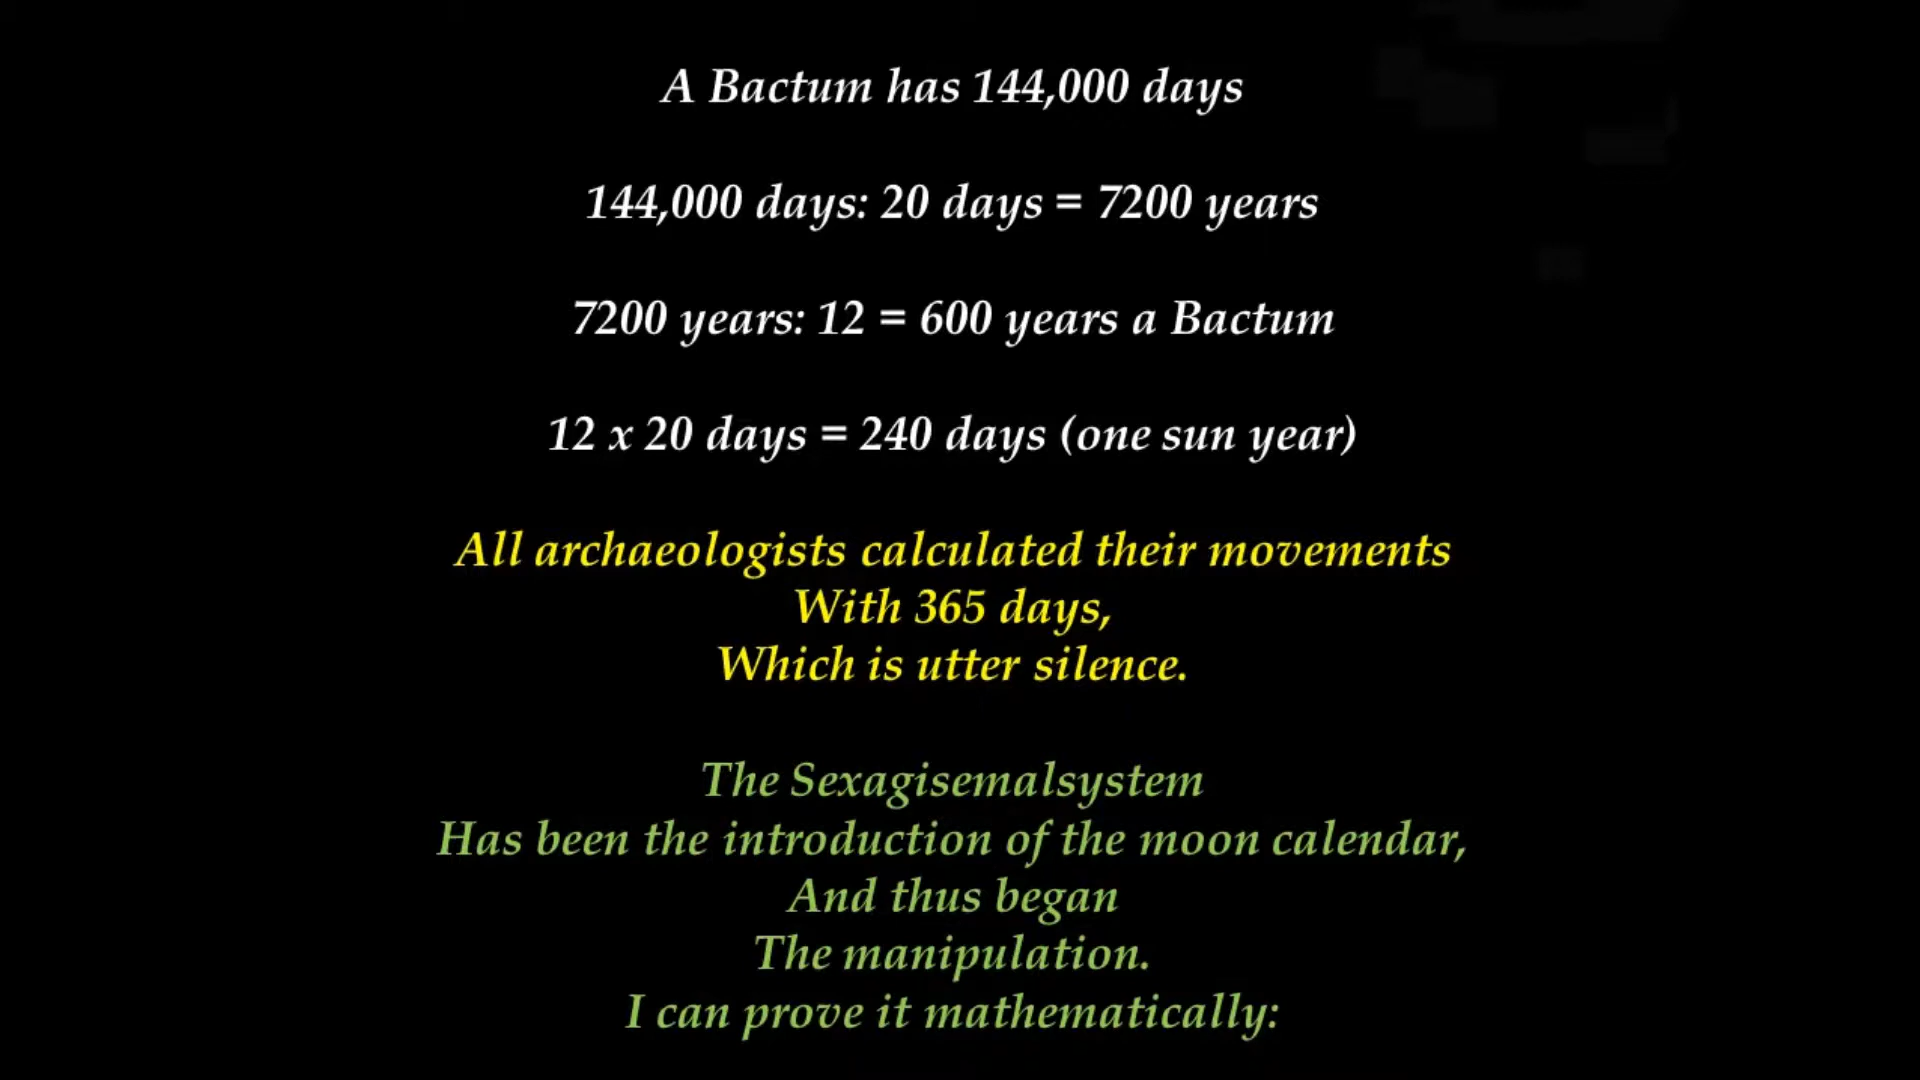 A Bactum has 144,000 days
144,000 days: 20 days = 7200 years
7200 years: 12 = 600 years a Bactum
12 x 20 days = 240 days (one sun year)
All archaeologists calculated their movements
With 365 days,
Which is utter silence.
The Sexagisemalsystem
Has been the introduction of the moon calendar,
And thus began
The manipulation.
I can prove it mathematically: